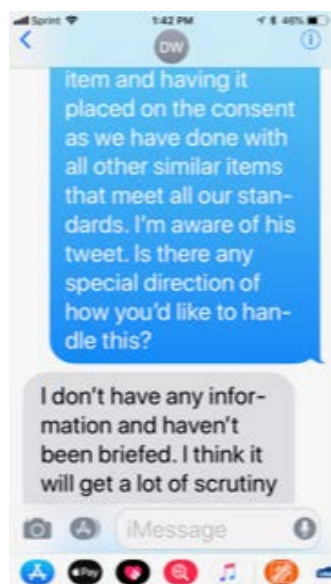 Sprint 1:42 PM 46%
DW
item and having it
placed on the consent
as we have done with
all other similar items
that meet all our stan-
dards. I'm aware of his
tweet. Is there any
special direction of
how you'd like to han-
dle this?
I don't have any infor-
mation and haven't
been briefed. I think it
will get a lot of scrutiny
iMessage
Pay